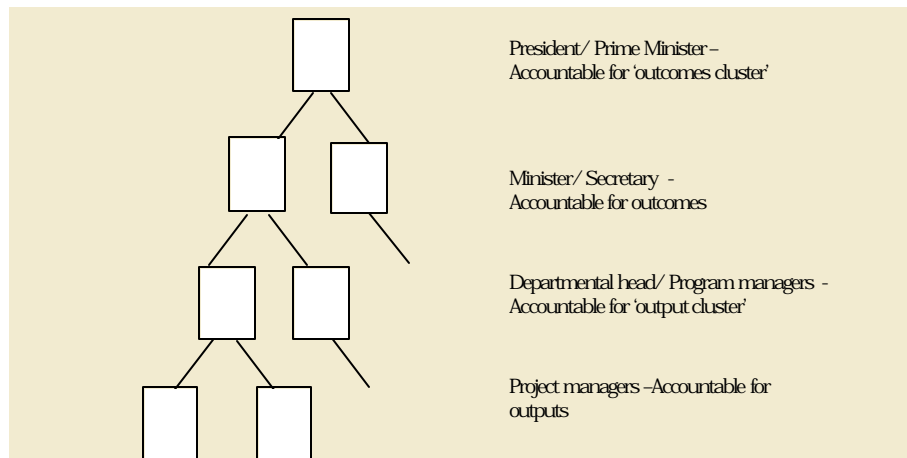 President/ Prime Minister –
Accountable for ‘outcomes cluster’
Minister/ Secretary -
Accountable for outcomes
Departmental head/ Program managers -
Accountable for ‘output cluster’
Project managers –Accountable for
outputs